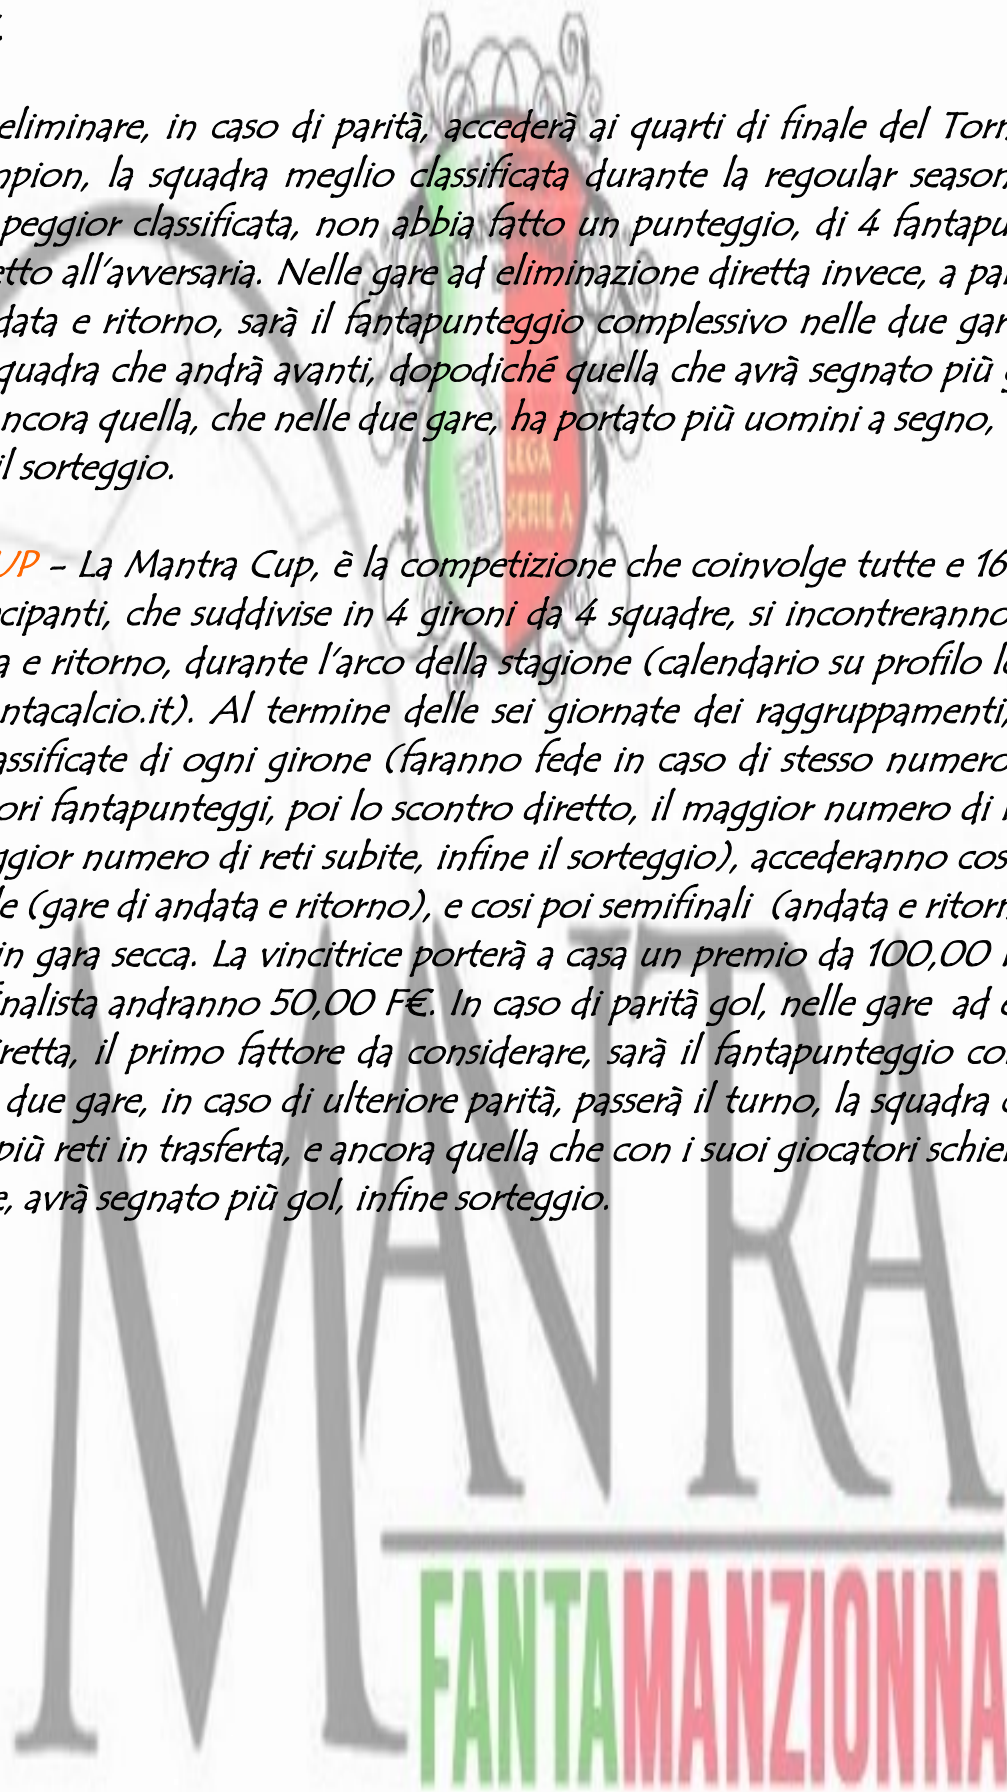 eliminare, in caso di parità, accederà ai quarti di finale del Torn
mpion, la squadra meglio classificata durante la regoular season
peggior classificata, non abbia fatto un punteggio, di 4 fantapu
etto all'avversaria. Nelle gare ad eliminazione diretta invece, a par
data e ritorno, sarà il fantapunteggio complessivo nelle due gar
quadra che andrà avanti, dopodiché quella che avrà segnato più g
ncora quella, che nelle due gare, ha portato più uomini a segno,
il sorteggio.
UP – La Mantra Cup, è la competizione che coinvolge tutte e 16
cipanti, che suddivise in 4 gironi da 4 squadre, si incontreranno
a e ritorno, durante l'arco della stagione (calendario su profilo le
ntacalcio.it). Al termine delle sei giornate dei raggruppamenti,
assificate di ogni girone (faranno fede in caso di stesso numero
ori fantapunteggi, poi lo scontro diretto, il maggior numero di r
ggior numero di reti subite, infine il sorteggio), accederanno cos
le (gare di andata e ritorno), e cosi poi semifinali (andata e ritorn
in gara secca. La vincitrice porterà a casa un premio da 100,00
inalista andranno 50,00 F€. In caso di parità gol, nelle gare ad e
iretta, il primo fattore da considerare, sarà il fantapunteggio co
due gare, in caso di ulteriore parità, passerà il turno, la squadra c
più reti in trasferta, e ancora quella che con i suoi giocatori schier
e, avrà segnato più gol, infine sorteggio.
LEGA
SERIE A
MANTRA
FANTAMANZIONNA